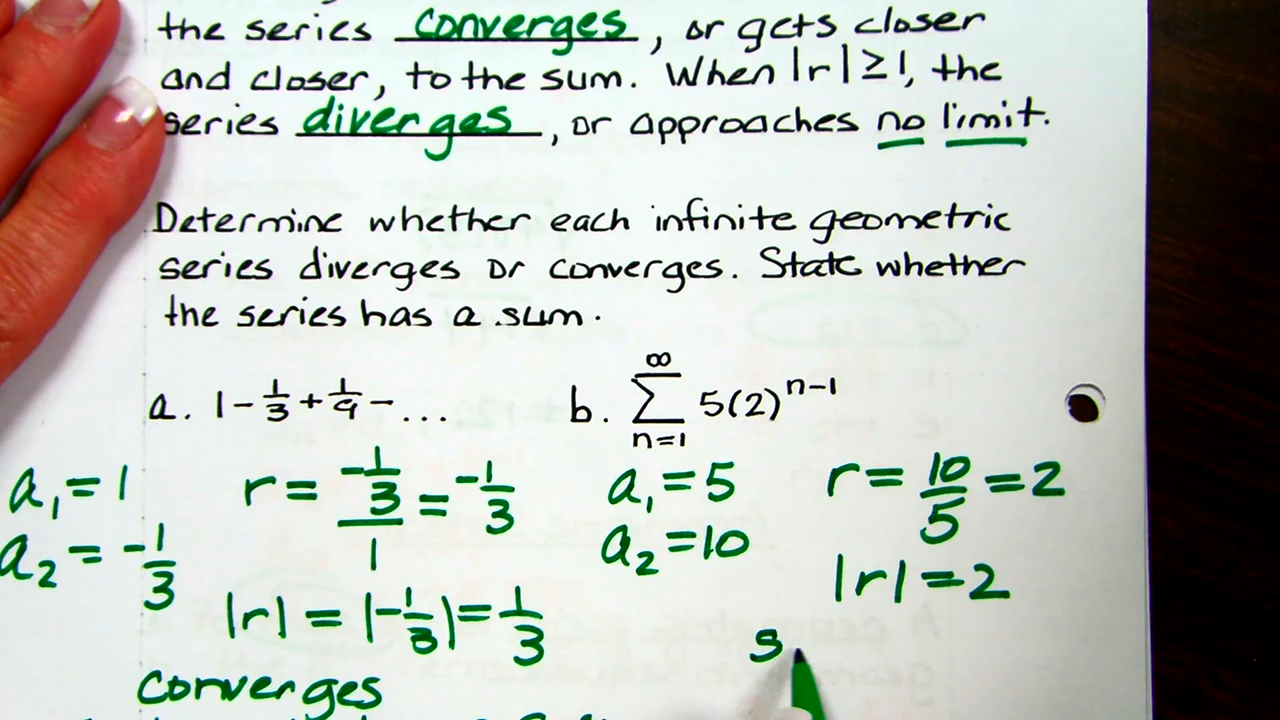 the series converges, or gets closer
and closer, to the sum. When |r| ≥ 1, the
series diverges, or approaches no limit.
Determine whether each infinite geometric
series diverges or converges. State whether
the series has a sum.
a. 1 - 1/3 + 1/9 - ...
b. ∞ Σ n=1 5(2)^n-1
a₁ = 1
r = -1/3 / 1 = -1/3
a₂ = -1/3
|r| = |-1/3| = 1/3
converges
a₁ = 5
r = 10/5 = 2
a₂ = 10
|r| = 2
s